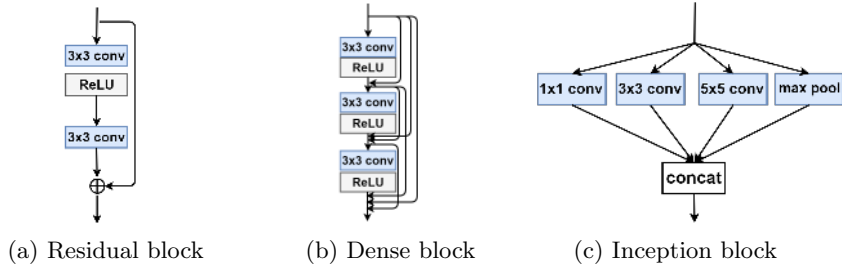 3x3 conv
ReLU
3x3 conv
3x3 conv
ReLU
3x3 conv
ReLU
3x3 conv
ReLU
1x1 conv 3x3 conv 5x5 conv max pool
concat
(a) Residual block (b) Dense block (c) Inception block